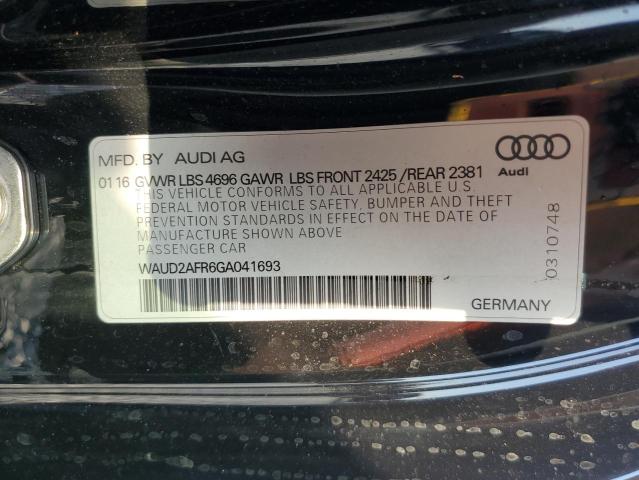 MFD. BY AUDI AG
Audi
01 16 GVWR LBS 4696 GAWR LBS FRONT 2425 /REAR 2381
THIS VEHICLE CONFORMS TO ALL APPLICABLE U.S.
FEDERAL MOTOR VEHICLE SAFETY, BUMPER AND THEFT
PREVENTION STANDARDS IN EFFECT ON THE DATE OF
MANUFACTURE SHOWN ABOVE
PASSENGER CAR
WAUD2AFR6GA041693
GERMANY
0310748